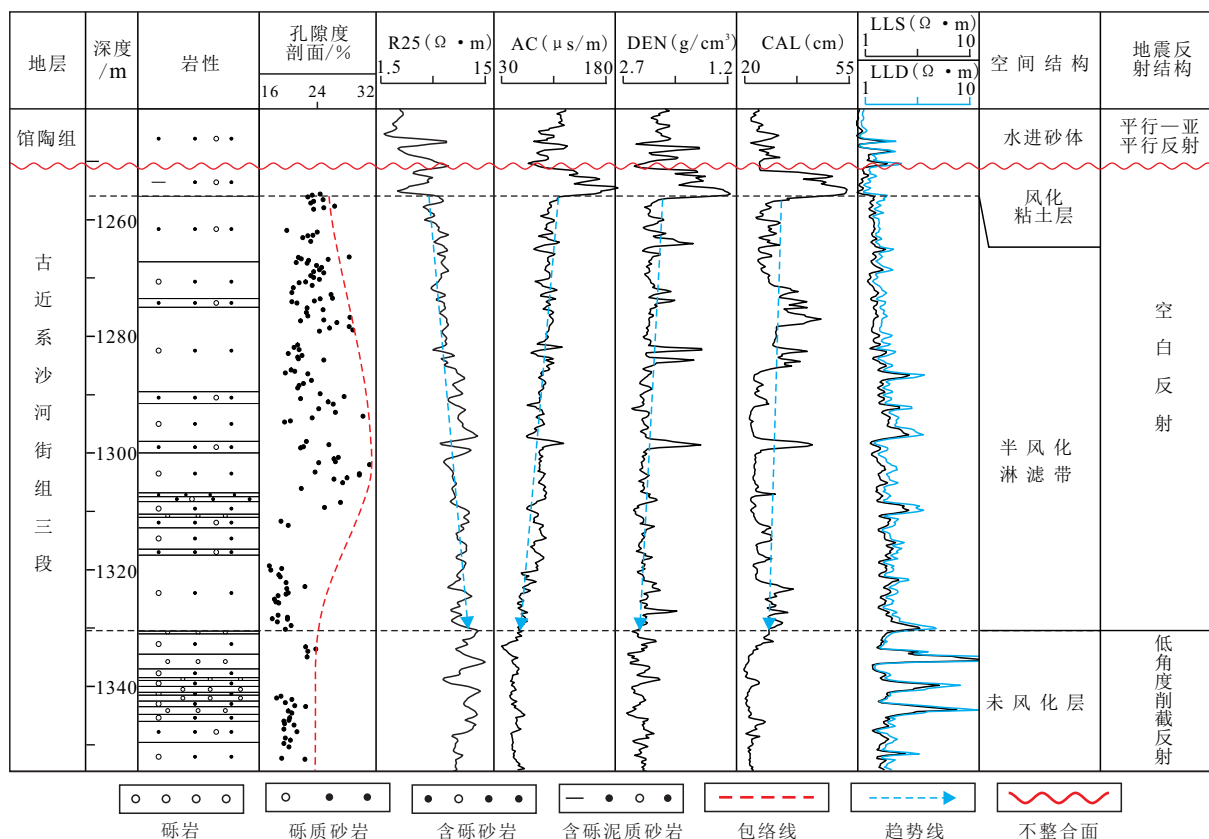 地层
深度
/m
岩性
孔隙度
剖面/%
16 24 32
R25(Ω • m)
1.5 15
AC(μs/m)
30 180
DEN(g/cm³)
2.7 1.2
CAL(cm)
20 55
LLS(Ω • m)
1 10
LLD(Ω • m)
1 10
空间结构
地震反
射结构
馆陶组
水进砂体
平行—亚
平行反射
古近系沙河街组三段
1260
1280
1300
1320
1340
风化
粘土层
半风化
淋滤带
未风化层
空白反射
低角度削截反射
砾岩
砾质砂岩
含砾砂岩
含砾泥质砂岩
包络线
趋势线
不整合面